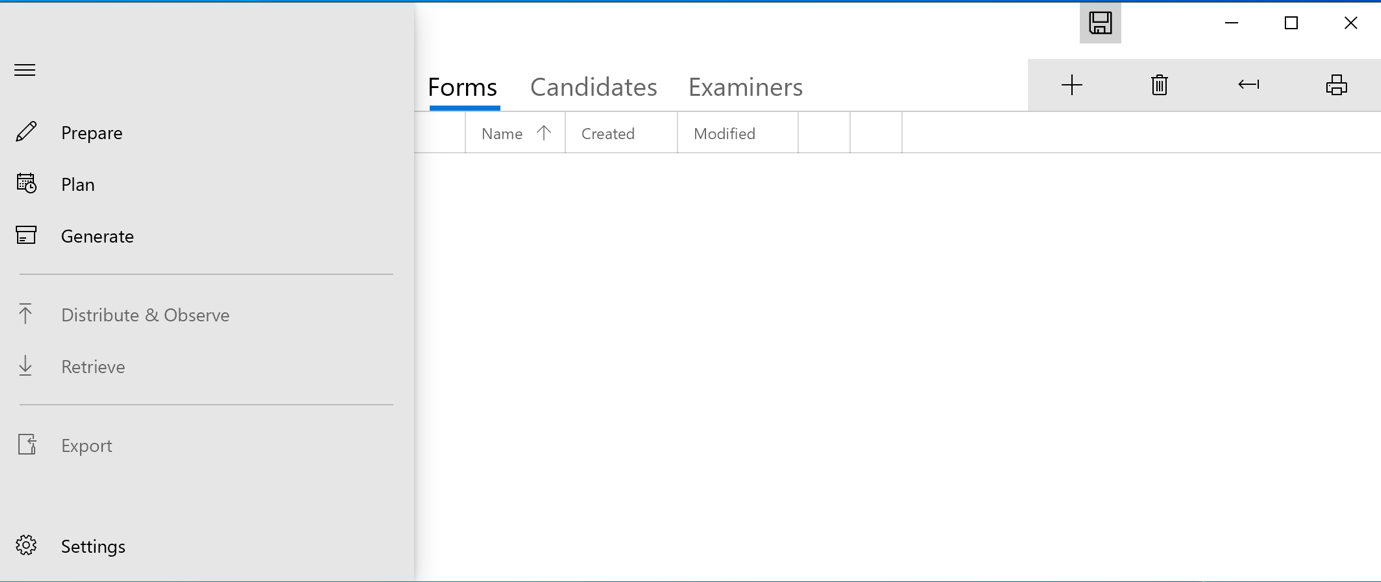 Forms Candidates Examiners
Name Created Modified
Prepare
Plan
Generate
Distribute & Observe
Retrieve
Export
Settings